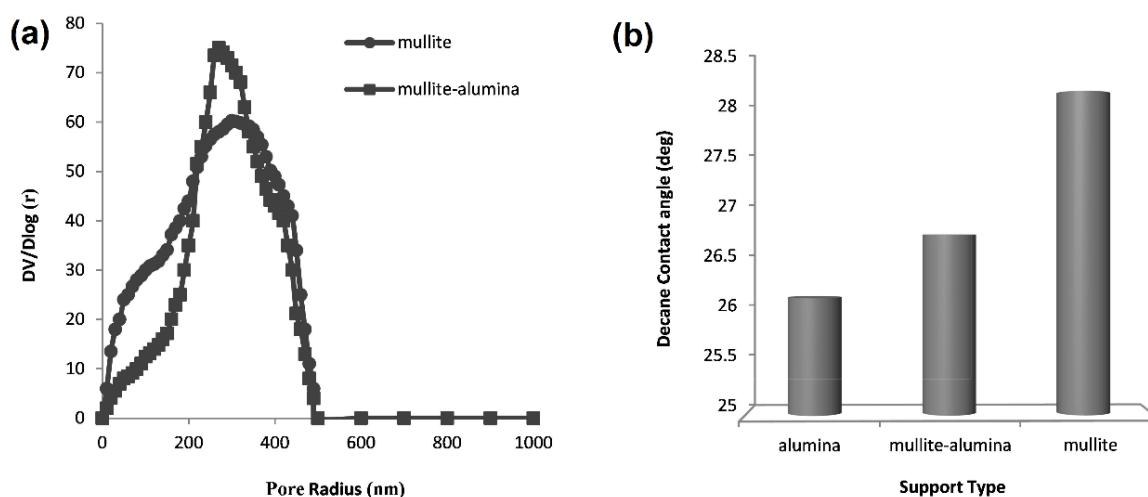 (a)
80
70
60
50
40
30
20
10
0
DV/Dlog (r)
mullite
mullite-alumina
0 200 400 600 800 1000
Pore Radius (nm)
(b)
28.5
28
27.5
27
26.5
26
25.5
25
Decane Contact angle (deg)
alumina mullite-alumina mullite
Support Type